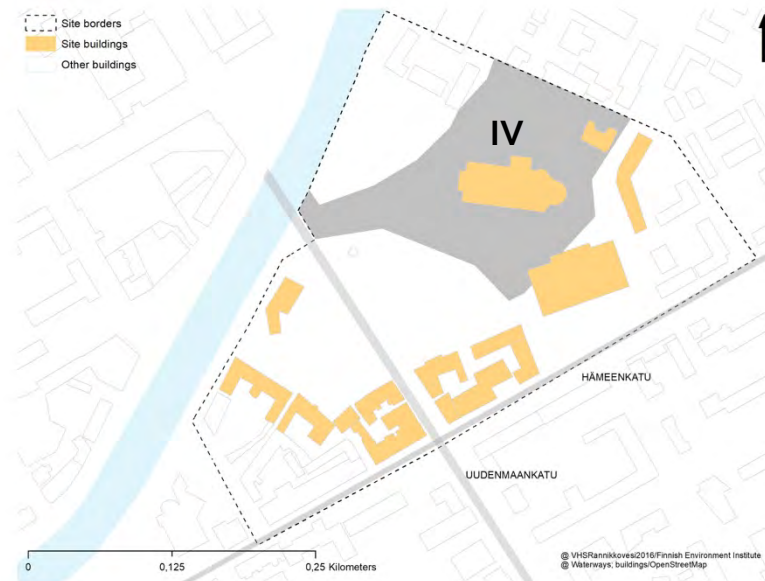 Site borders
Site buildings
Other buildings
IV
HÄMEENKATU
UUDENMAANKATU
0 0,125 0,25 Kilometers
@ VHSRannikkovesi2016/Finnish Environment Institute
@ Waterways; buildings/OpenStreetMap